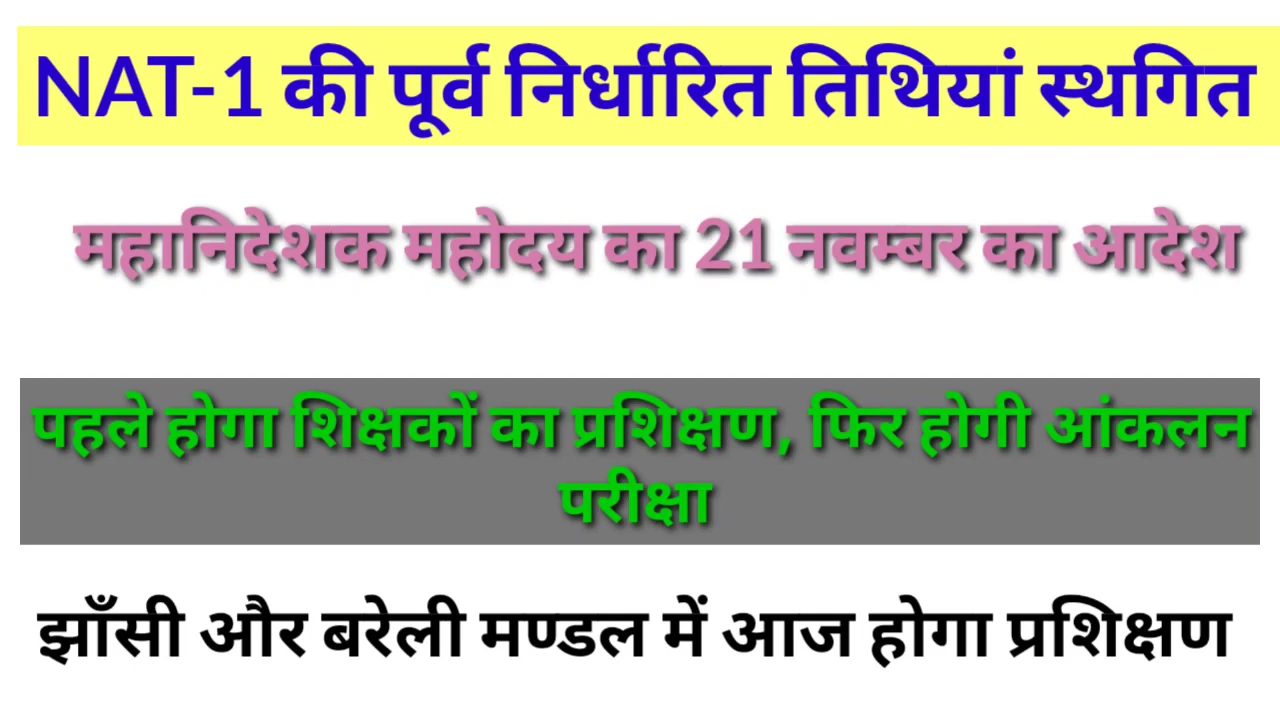 NAT-1 की पूर्व निर्धारित तिथियां स्थगित
महानिदेशक महोदय का 21 नवम्बर का आदेश
पहले होगा शिक्षकों का प्रशिक्षण, फिर होगी आंकलन
परीक्षा
झाँसी और बरेली मण्डल में आज होगा प्रशिक्षण